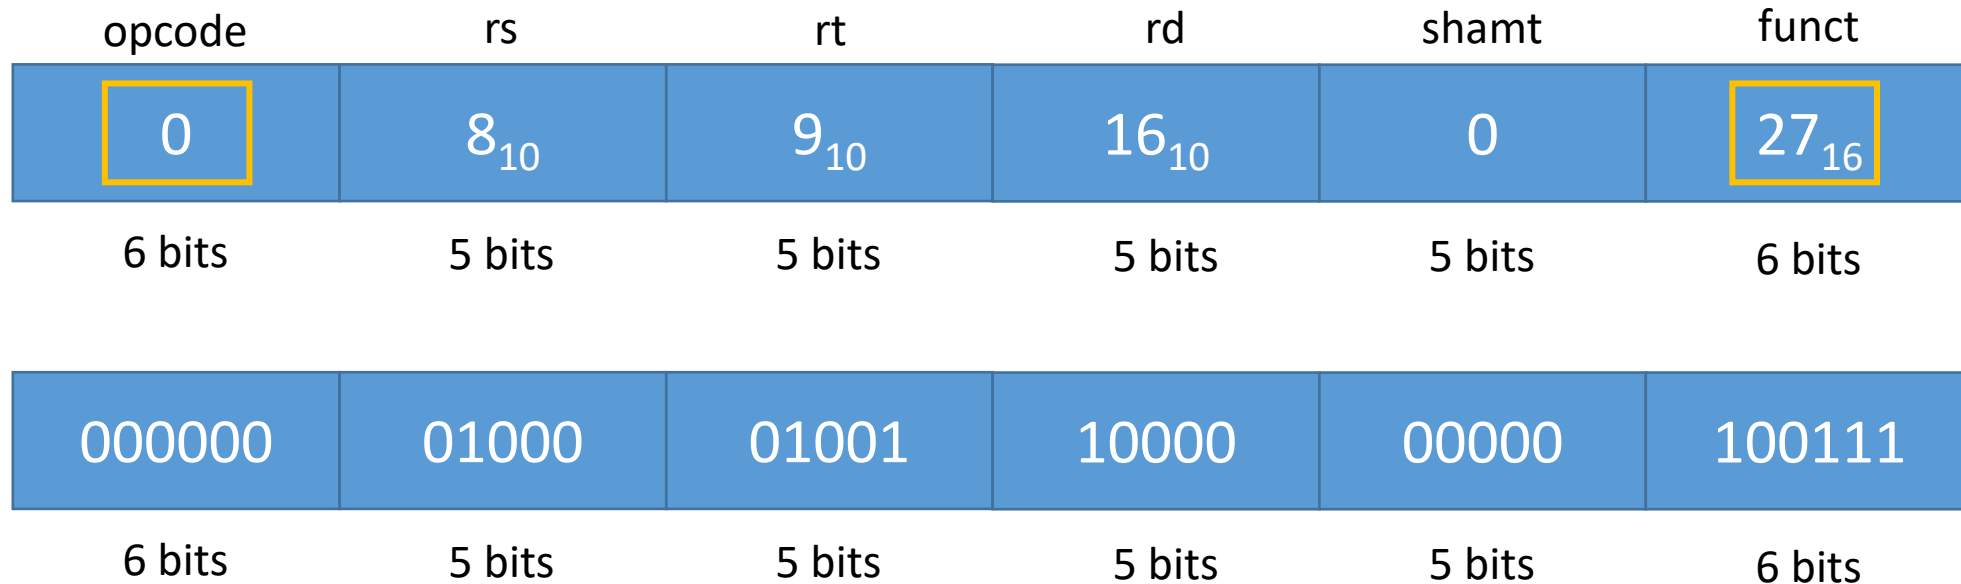 opcode rs rt rd shamt funct
0 8₁₀ 9₁₀ 16₁₀ 0 27₁₆
6 bits 5 bits 5 bits 5 bits 5 bits 6 bits
000000 01000 01001 10000 00000 100111
6 bits 5 bits 5 bits 5 bits 5 bits 6 bits